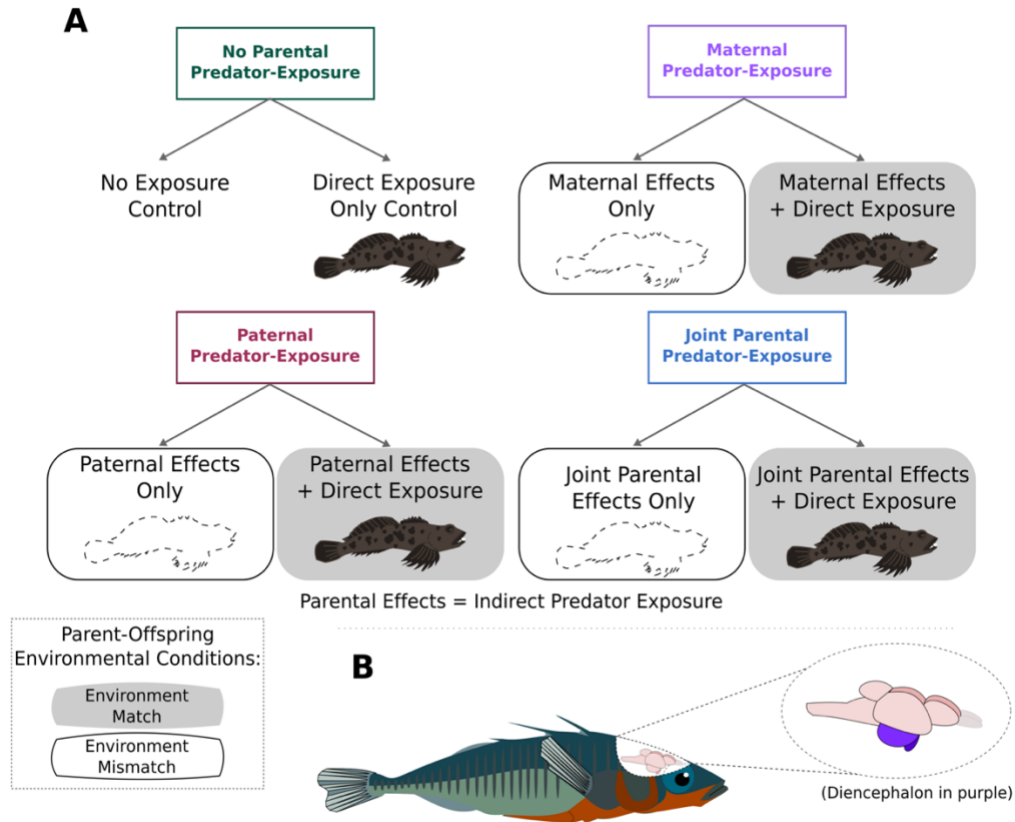 A
No Parental
Predator-Exposure
Maternal
Predator-Exposure
No Exposure
Control
Direct Exposure
Only Control
Maternal Effects
Only
Maternal Effects
+ Direct Exposure
Paternal
Predator-Exposure
Joint Parental
Predator-Exposure
Paternal Effects
Only
Paternal Effects
+ Direct Exposure
Joint Parental
Effects Only
Joint Parental Effects
+ Direct Exposure
Parental Effects = Indirect Predator Exposure
Parent-Offspring
Environmental Conditions:
Environment
Match
Environment
Mismatch
B
(Diencephalon in purple)